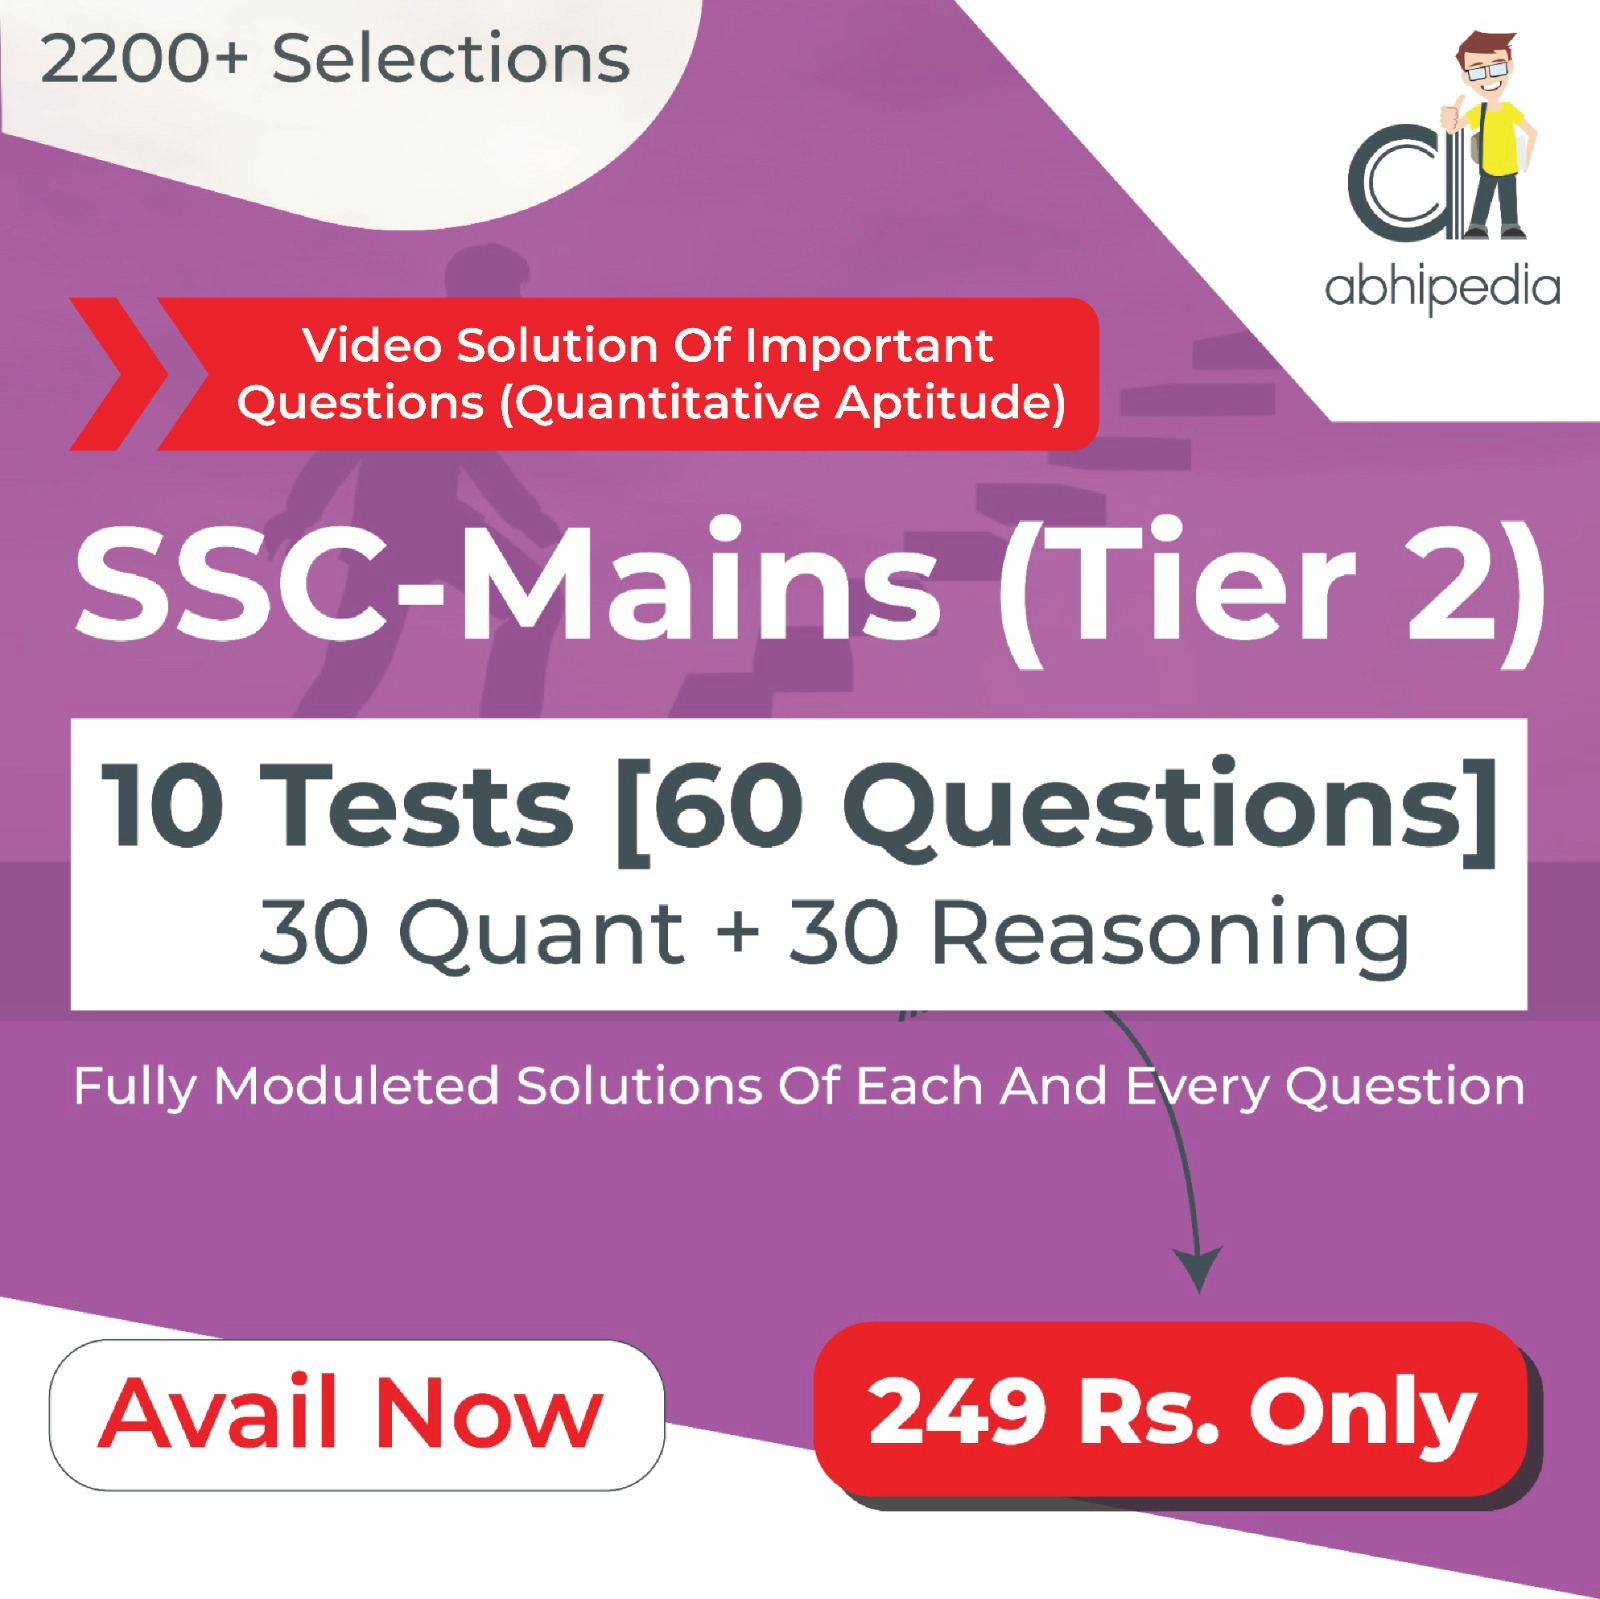 2200+ Selections
abhipedia
Video Solution Of Important
Questions (Quantitative Aptitude)
SSC-Mains (Tier 2)
10 Tests [60 Questions]
30 Quant + 30 Reasoning
Fully Moduleted Solutions Of Each And Every Question
Avail Now
249 Rs. Only